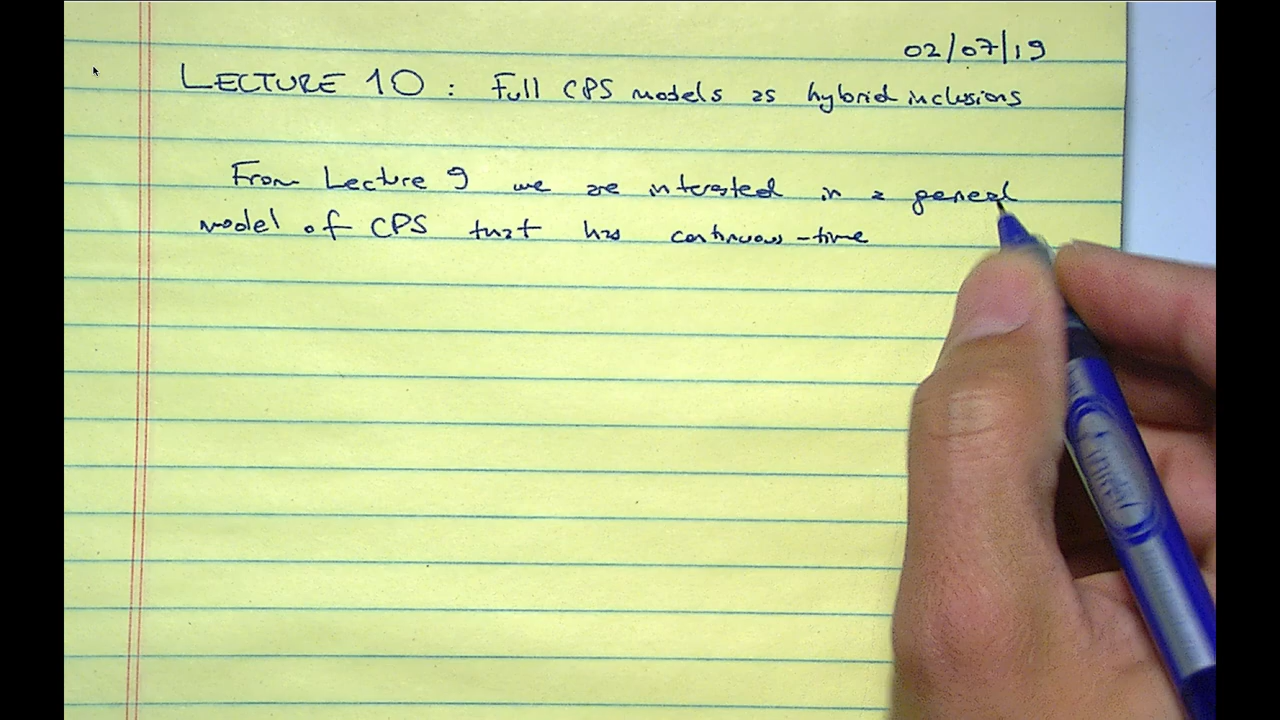 02/07/19
LECTURE 10 : Full CPS models as hybrid inclusions
From Lecture 9 we are interested in a general
model of CPS that has continuous-time